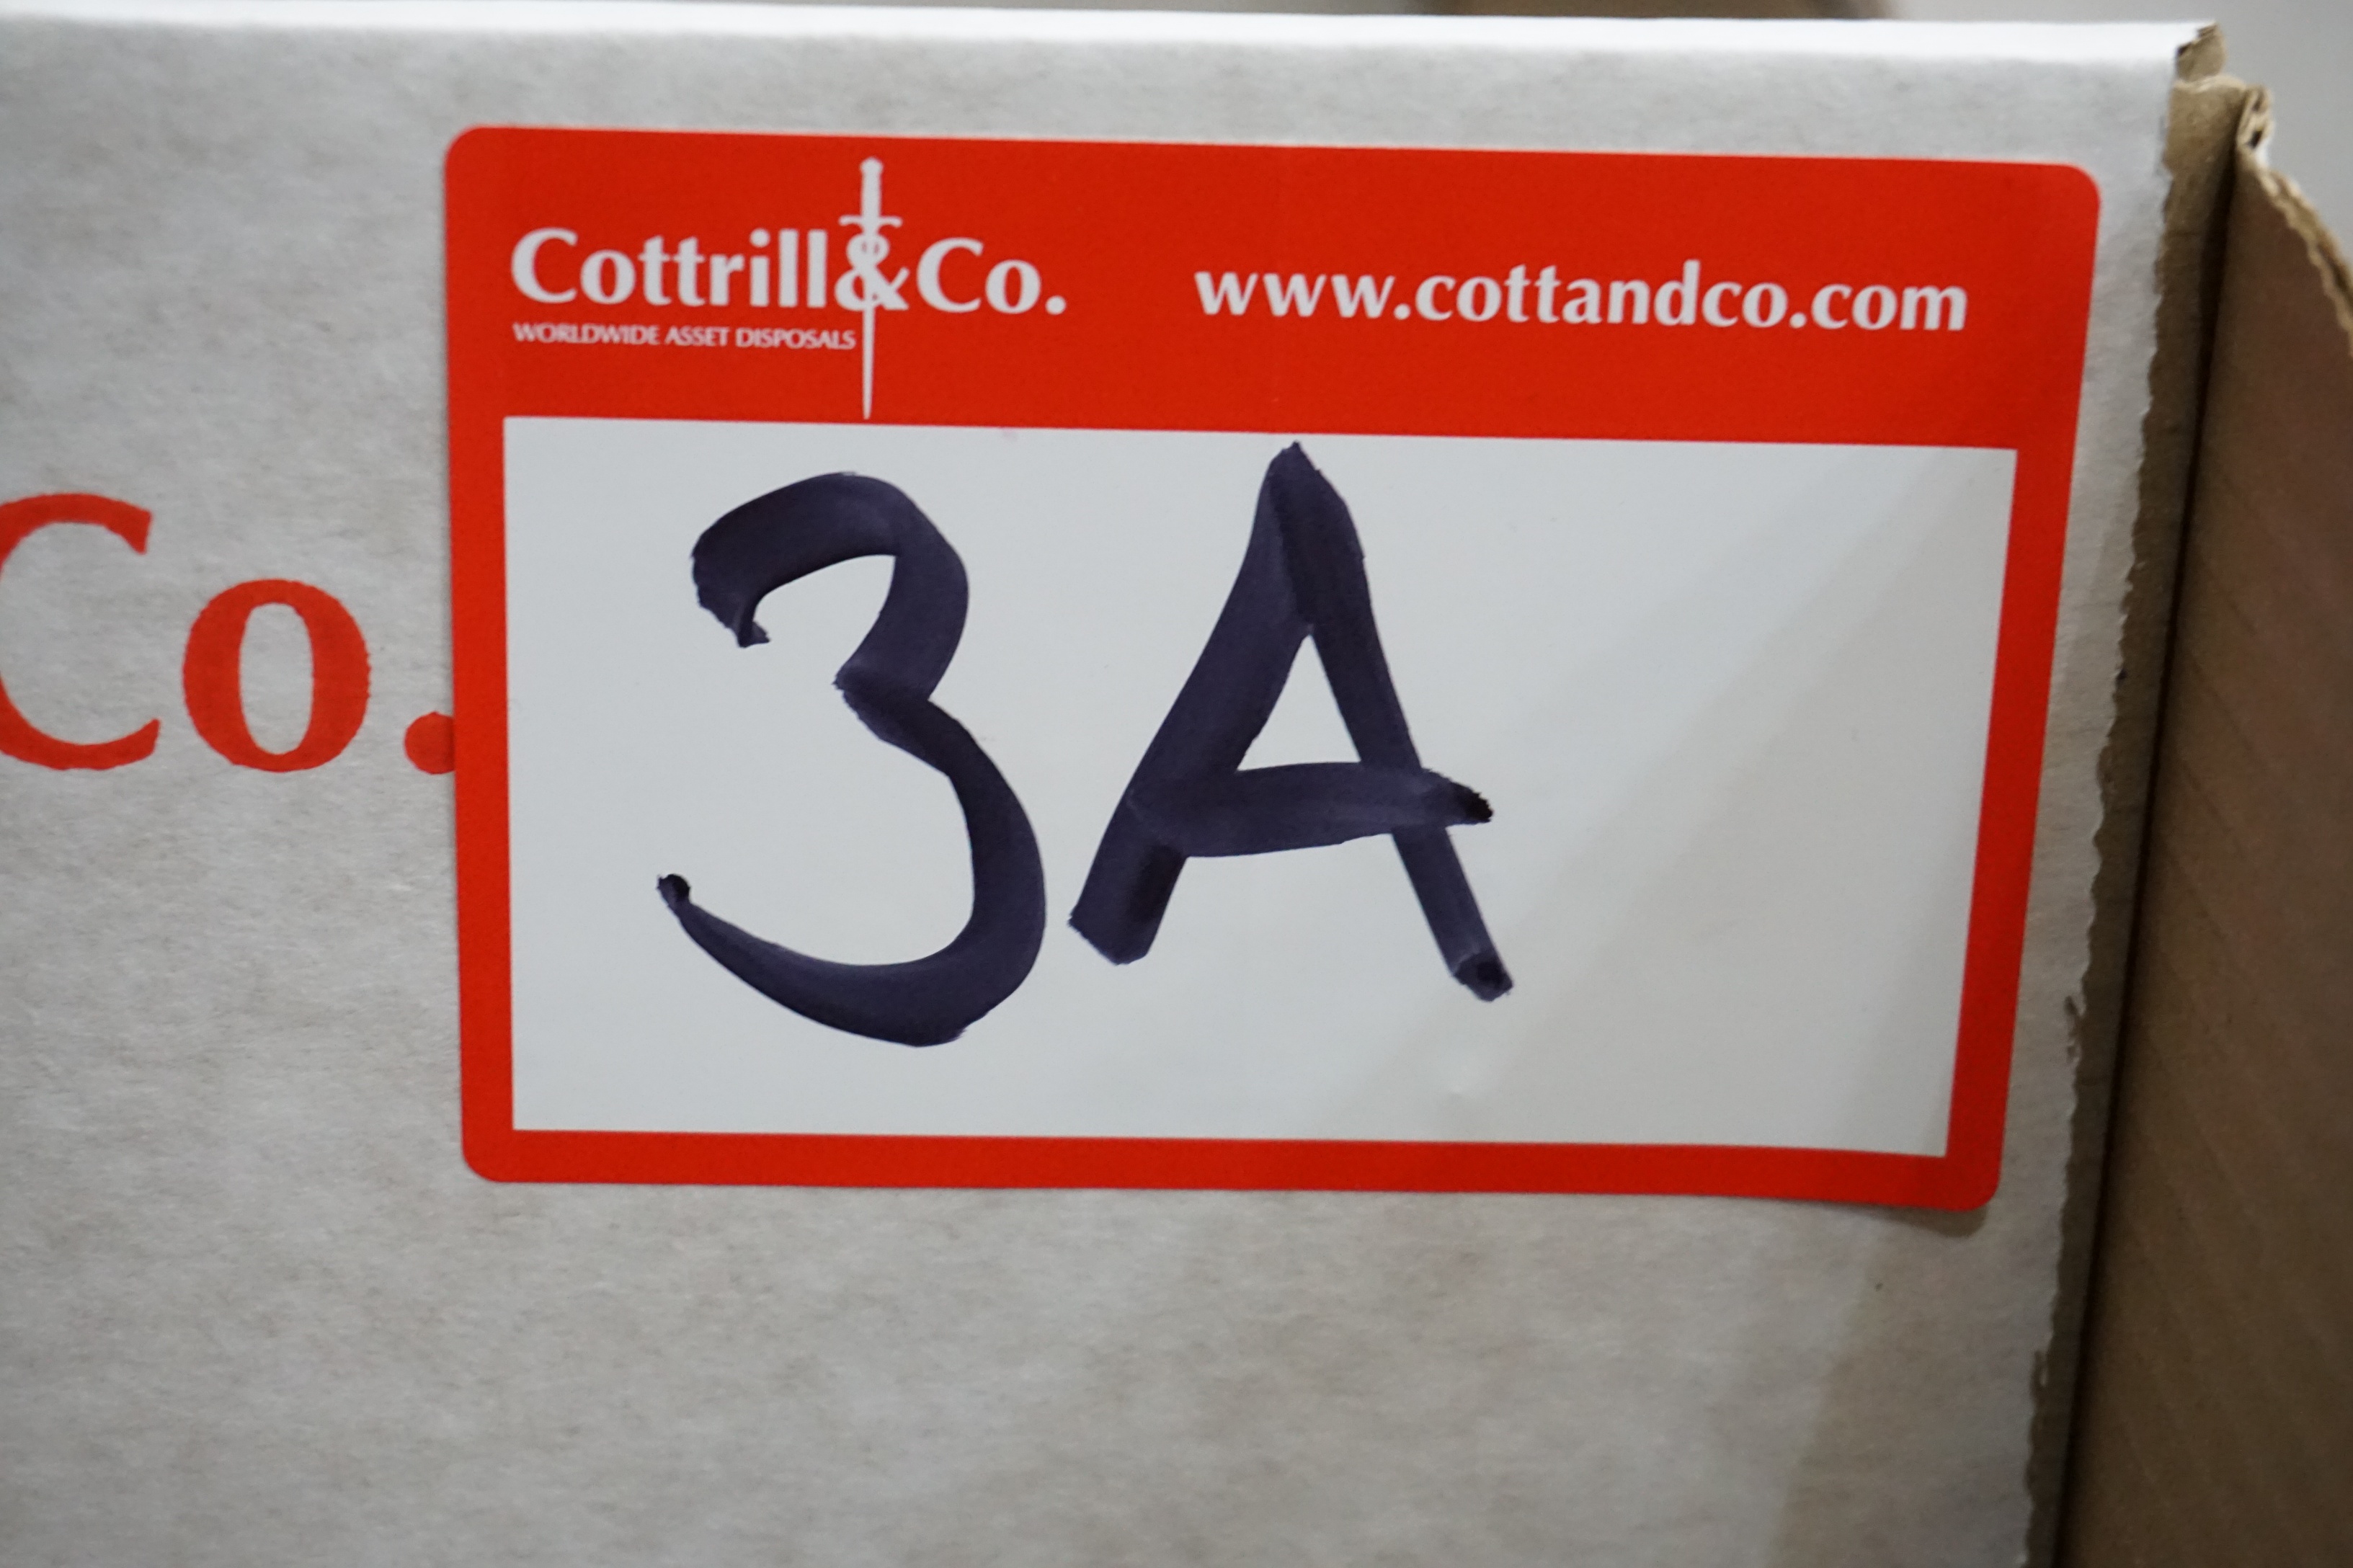 Cottrill&Co. www.cottandco.com
WORLDWIDE ASSET DISPOSALS
3A
Co.